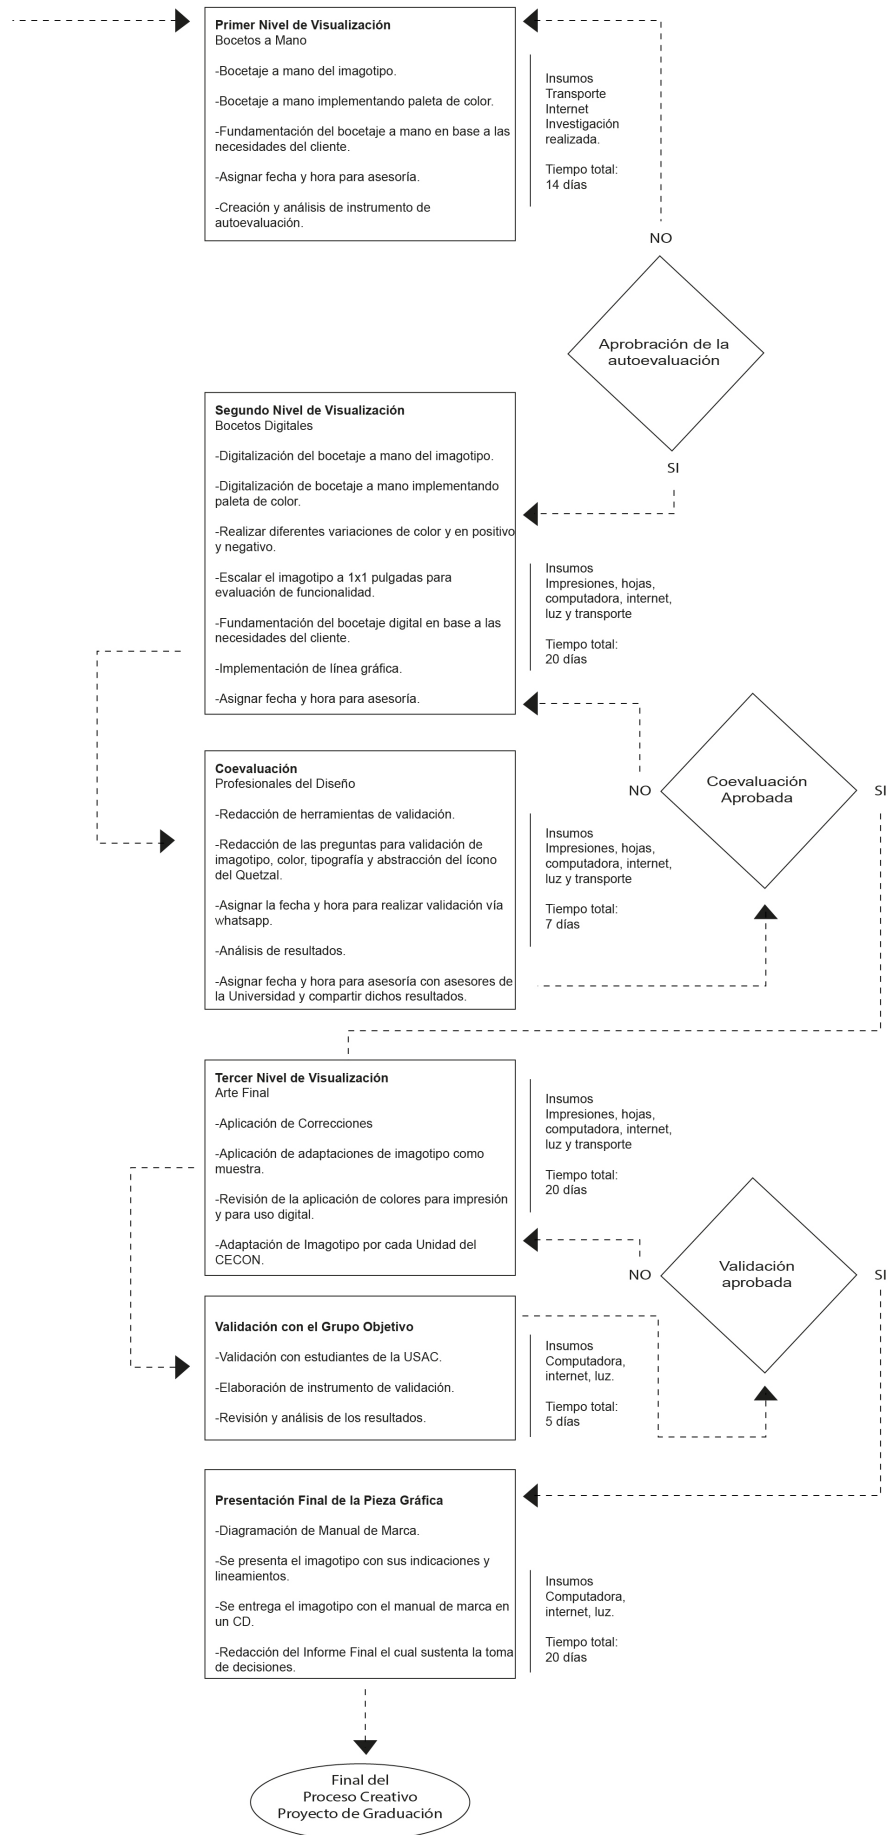 Primer Nivel de Visualización
Bocetos a Mano
-Bocetaje a mano del imagotipo.
-Bocetaje a mano implementando paleta de color.
-Fundamentación del bocetaje a mano en base a las
necesidades del cliente.
-Asignar fecha y hora para asesoría.
-Creación y análisis de instrumento de
autoevaluación.
Insumos
Transporte
Internet
Investigación
realizada.
Tiempo total:
14 días
NO
Aprobración de la
autoevaluación
SI
Segundo Nivel de Visualización
Bocetos Digitales
-Digitalización del bocetaje a mano del imagotipo.
-Digitalización de bocetaje a mano implementando
paleta de color.
-Realizar diferentes variaciones de color y en positivo
y negativo.
-Escalar el imagotipo a 1x1 pulgadas para
evaluación de funcionalidad.
-Fundamentación del bocetaje digital en base a las
necesidades del cliente.
-Implementación de línea gráfica.
-Asignar fecha y hora para asesoría.
Insumos
Impresiones, hojas,
computadora, internet,
luz y transporte
Tiempo total:
20 días
Coevaluación
Profesionales del Diseño
-Redacción de herramientas de validación.
-Redacción de las preguntas para validación de
imagotipo, color, tipografía y abstracción del ícono
del Quetzal.
-Asignar la fecha y hora para realizar validación vía
whatsapp.
-Análisis de resultados.
-Asignar fecha y hora para asesoría con asesores de
la Universidad y compartir dichos resultados.
Insumos
Impresiones, hojas,
computadora, internet,
luz y transporte
Tiempo total:
7 días
NO
Coevaluación
Aprobada
SI
Tercer Nivel de Visualización
Arte Final
-Aplicación de Correcciones
-Aplicación de adaptaciones de imagotipo como
muestra.
-Revisión de la aplicación de colores para impresión
y para uso digital.
-Adaptación de Imagotipo por cada Unidad del
CECON.
Insumos
Impresiones, hojas,
computadora, internet,
luz y transporte
Tiempo total:
20 días
NO
Validación
aprobada
SI
Validación con el Grupo Objetivo
-Validación con estudiantes de la USAC.
-Elaboración de instrumento de validación.
-Revisión y análisis de los resultados.
Insumos
Computadora,
internet, luz.
Tiempo total:
5 días
Presentación Final de la Pieza Gráfica
-Diagramación de Manual de Marca.
-Se presenta el imagotipo con sus indicaciones y
lineamientos.
-Se entrega el imagotipo con el manual de marca en
un CD.
-Redacción del Informe Final el cual sustenta la toma
de decisiones.
Insumos
Computadora,
internet, luz.
Tiempo total:
20 días
Final del
Proceso Creativo
Proyecto de Graduación